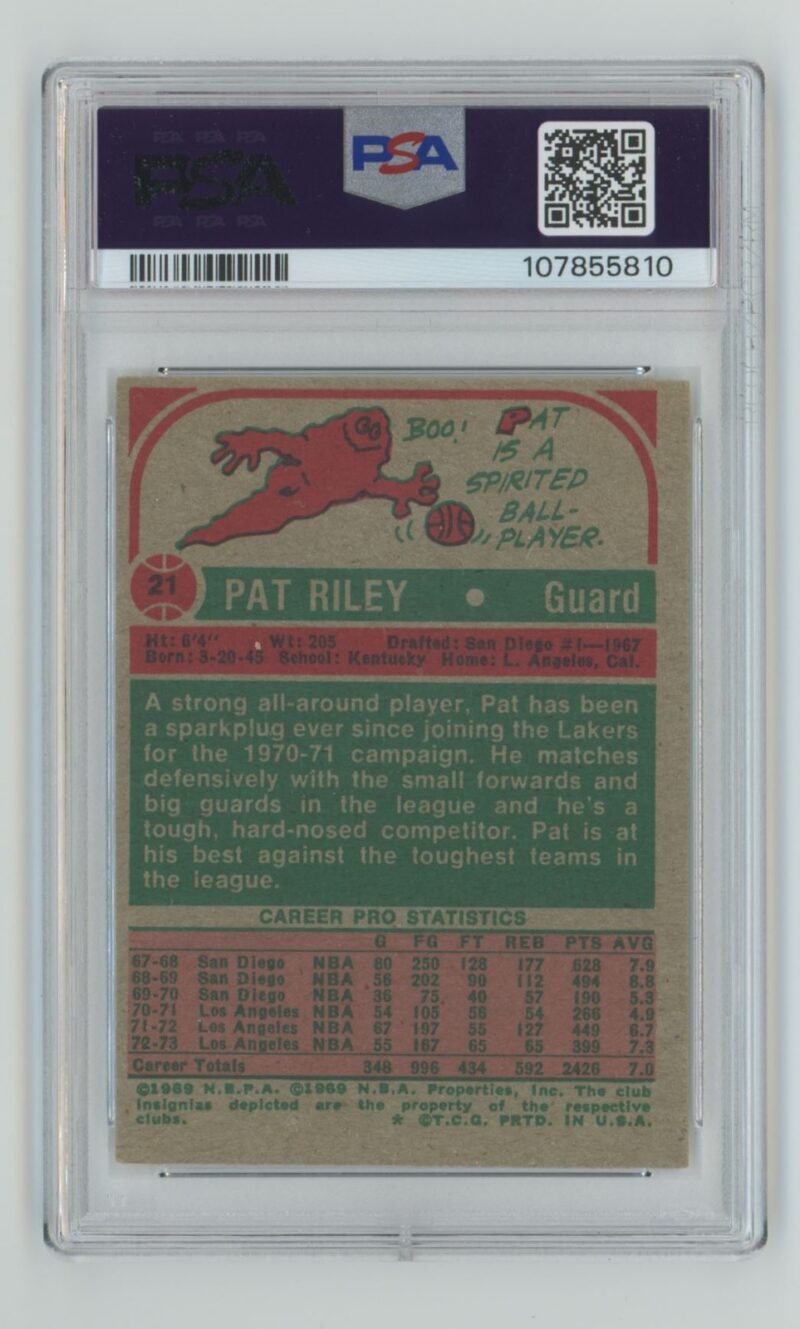 PSA PSA PSA
PSA
PSA PSA PSA
PSA
107855810
BOO! PAT
IS A
SPIRITED
BALL-
PLAYER.
21
PAT RILEY • Guard
Ht: 6'4" Wt: 205 Drafted: San Diego #1—1967
Born: 3-20-45 School: Kentucky Home: L. Angeles, Cal.
A strong all-around player, Pat has been
a sparkplug ever since joining the Lakers
for the 1970-71 campaign. He matches
defensively with the small forwards and
big guards in the league and he's a
tough, hard-nosed competitor. Pat is at
his best against the toughest teams in
the league.
CAREER PRO STATISTICS
G FG FT REB PTS AVG
67-68 San Diego NBA 80 250 128 177 628 7.9
68-69 San Diego NBA 56 202 90 112 494 8.8
69-70 San Diego NBA 36 75 40 57 190 5.3
70-71 Los Angeles NBA 54 105 56 54 266 4.9
71-72 Los Angeles NBA 67 197 55 127 449 6.7
72-73 Los Angeles NBA 55 167 65 65 399 7.3
Career Totals 348 996 434 592 2426 7.0
©1969 N.B.P.A. ©1969 N.B.A. Properties, Inc. The club
insignias depicted are the property of the respective
clubs. * ©T.C.G. PRTD. IN U.S.A.